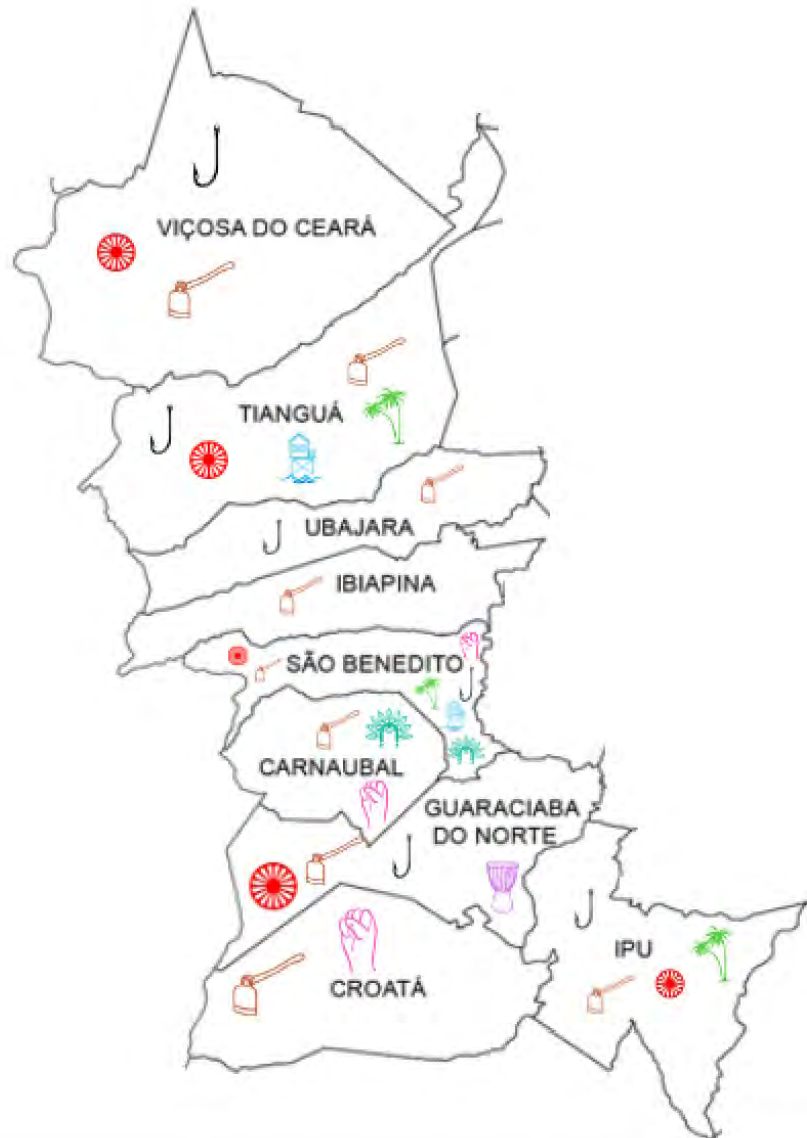 VIÇOSA DO CEARÁ
TIANGUÁ
UBAJARA
IBIAPINA
SÃO BENEDITO
CARNAUBAL
GUARACIABA
DO NORTE
IPU
CROATÁ